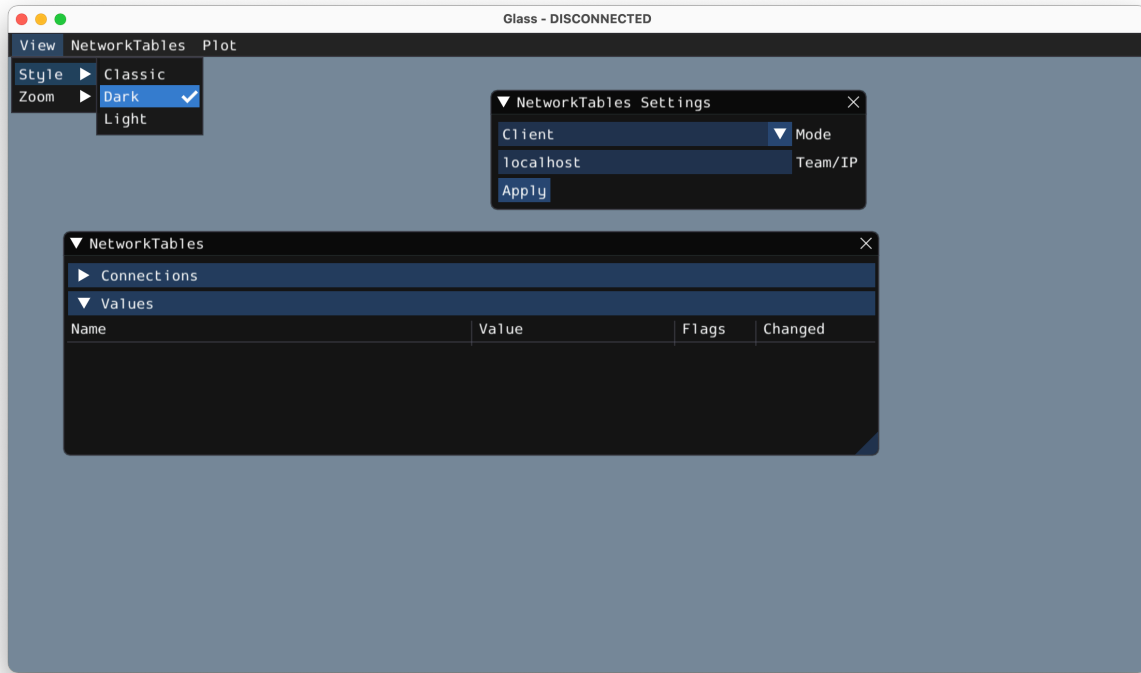 Glass - DISCONNECTED
View NetworkTables Plot
Style Classic
Zoom Dark
Light
NetworkTables Settings
Client Mode
localhost Team/IP
Apply
NetworkTables
Connections
Values
Name Value Flags Changed